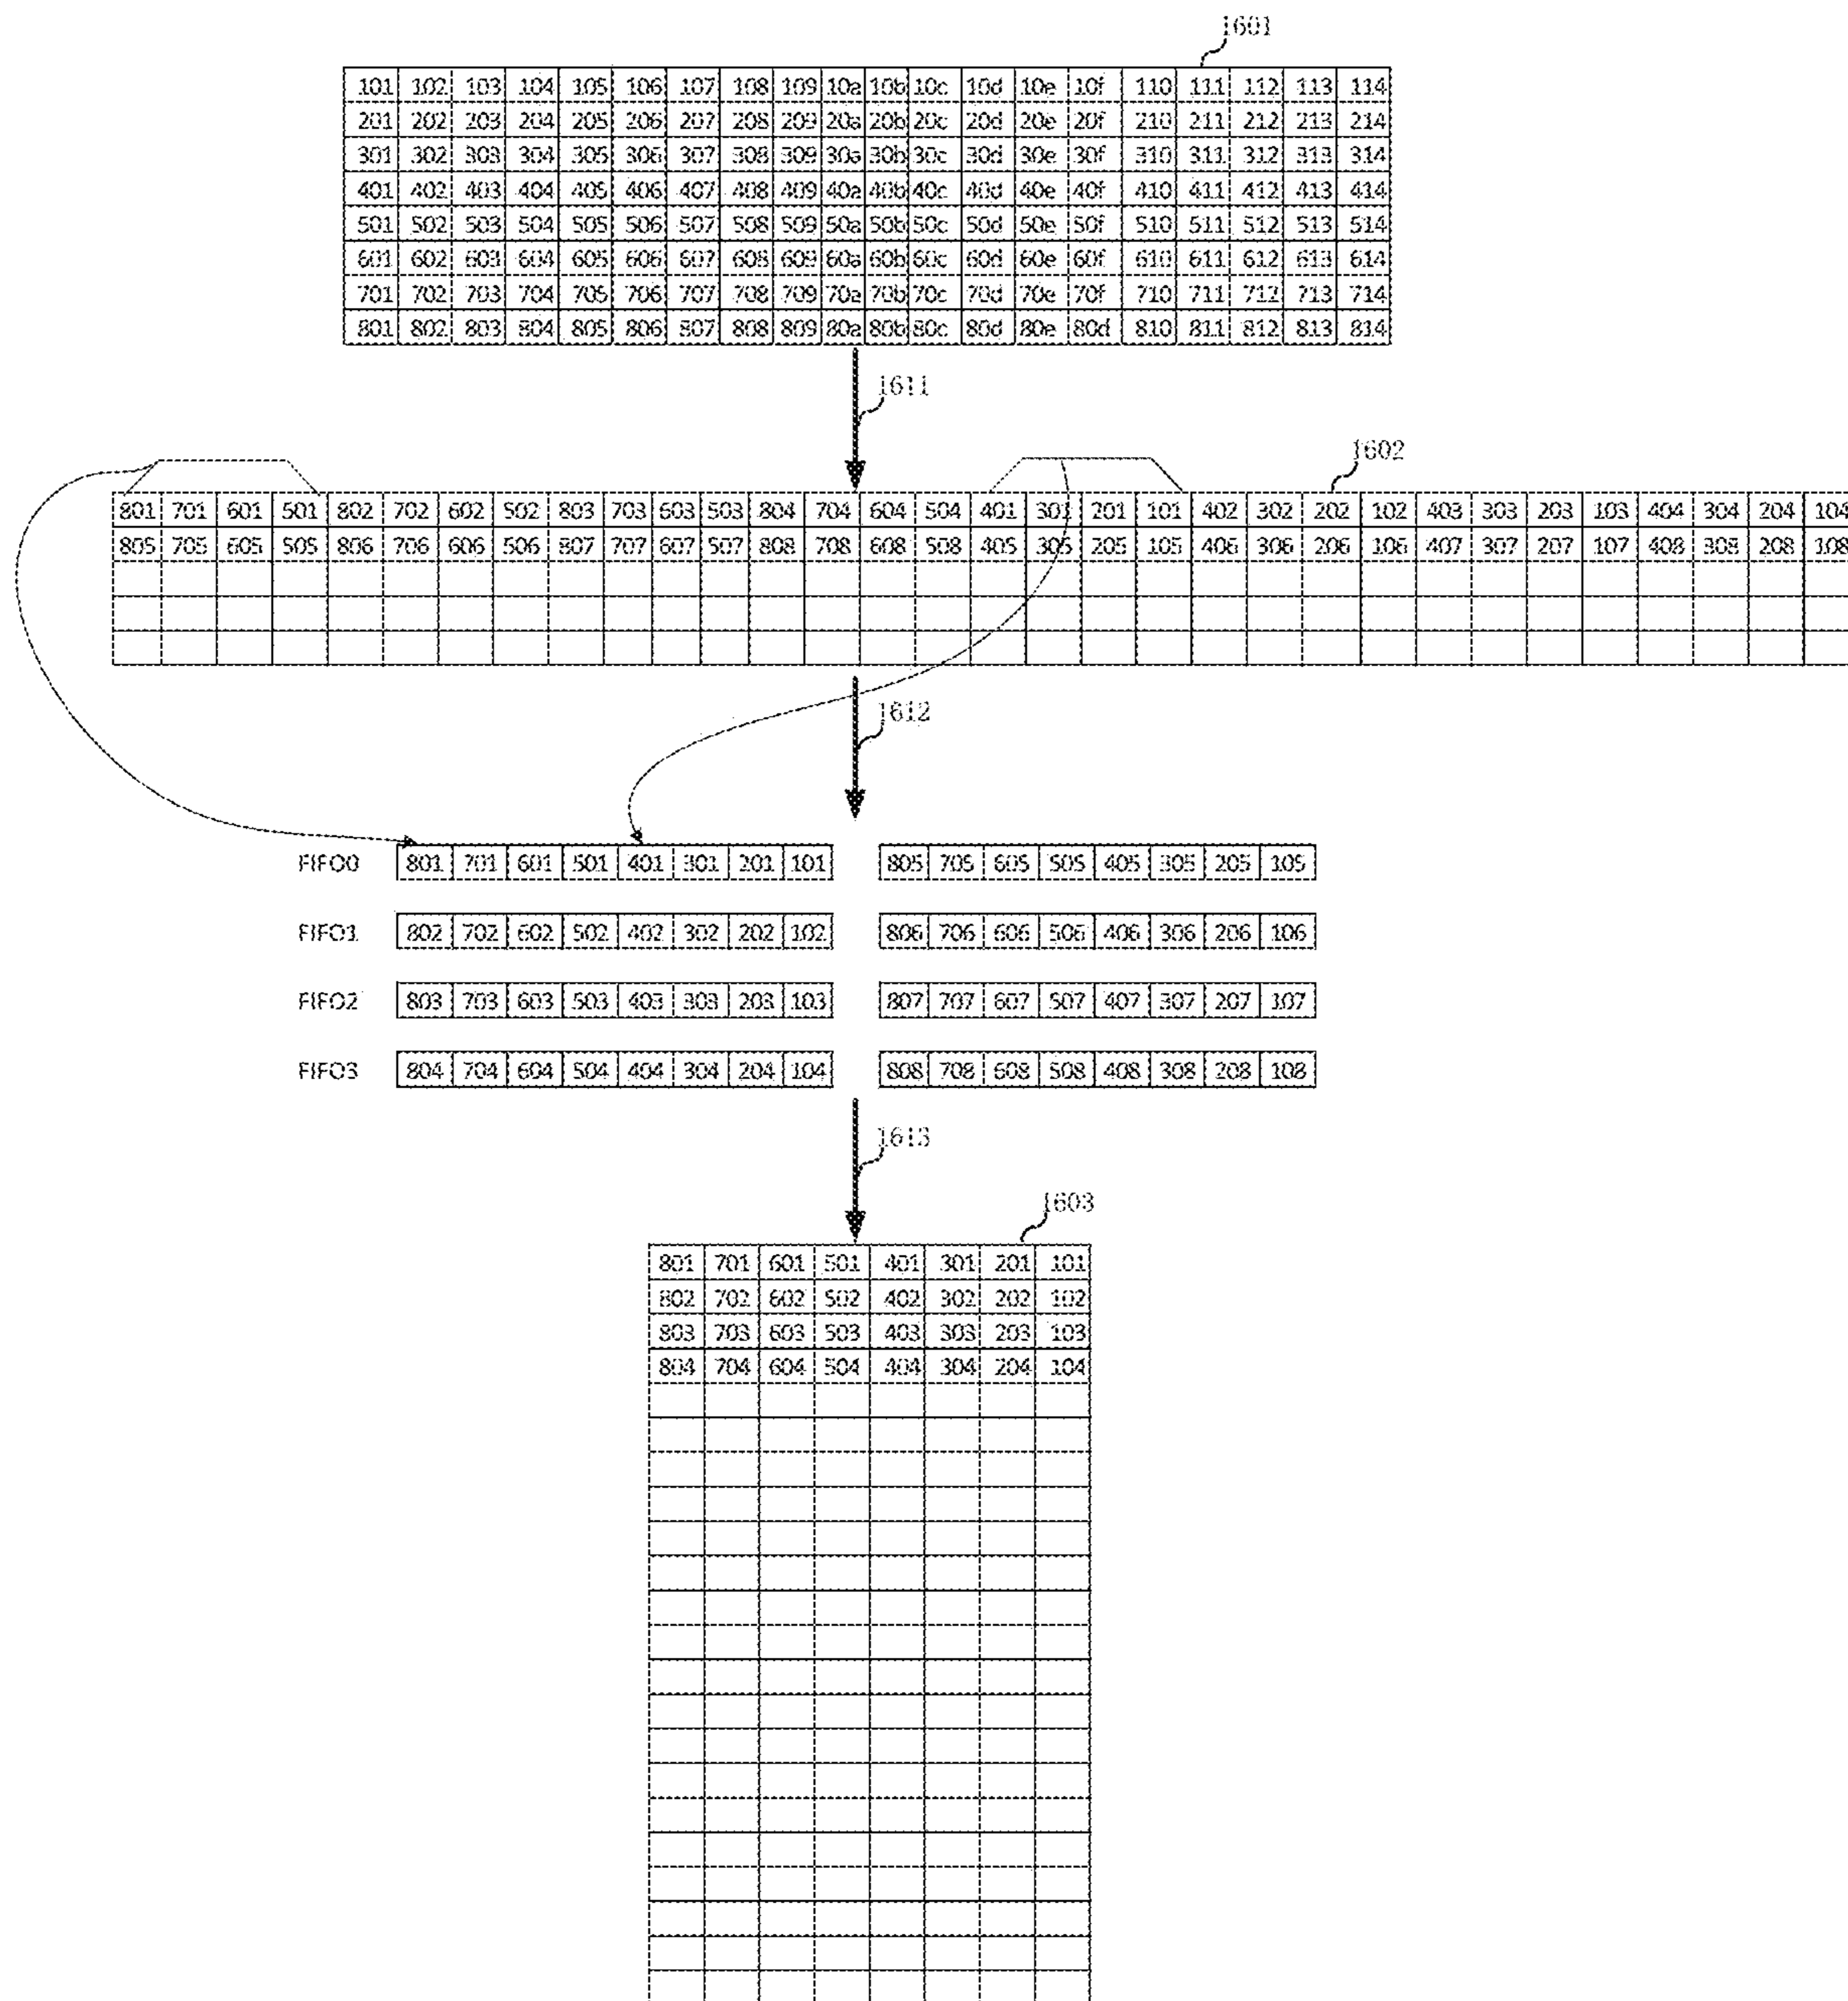 1601
101 102 103 104 105 106 107 108 109 10a 10b 10c 10d 10e 10f 110 111 112 113 114
201 202 203 204 205 206 207 208 209 20a 20b 20c 20d 20e 20f 210 211 212 213 214
301 302 303 304 305 306 307 308 309 30a 30b 30c 30d 30e 30f 310 311 312 313 314
401 402 403 404 405 406 407 408 409 40a 40b 40c 40d 40e 40f 410 411 412 413 414
501 502 503 504 505 506 507 508 509 50a 50b 50c 50d 50e 50f 510 511 512 513 514
601 602 603 604 605 606 607 608 609 60a 60b 60c 60d 60e 60f 610 611 612 613 614
701 702 703 704 705 706 707 708 709 70a 70b 70c 70d 70e 70f 710 711 712 713 714
801 802 803 804 805 806 807 808 809 80a 80b 80c 80d 80e 80d 810 811 812 813 814
1611
1602
801 701 601 501 802 702 602 502 803 703 603 503 804 704 604 504 401 301 201 101 402 302 202 102 403 303 203 103 404 304 204 104
805 705 605 505 806 706 606 506 807 707 607 507 808 708 608 508 405 305 205 105 406 306 206 106 407 307 207 107 408 308 208 108
1612
FIFO0 801 701 601 501 401 301 201 101 805 705 605 505 405 305 205 105
FIFO1 802 702 602 502 402 302 202 102 806 706 606 506 406 306 206 106
FIFO2 803 703 603 503 403 303 203 103 807 707 607 507 407 307 207 107
FIFO3 804 704 604 504 404 304 204 104 808 708 608 508 408 308 208 108
1613
1603
801 701 601 501 401 301 201 101
802 702 602 502 402 302 202 102
803 703 603 503 403 303 203 103
804 704 604 504 404 304 204 104